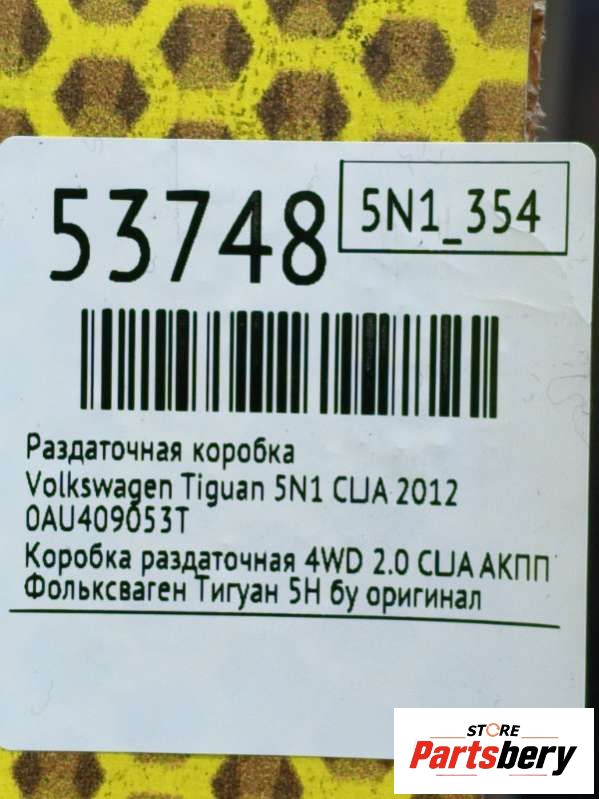 53748
5N1_354
Раздаточная коробка
Volkswagen Tiguan 5N1 CLJA 2012
0AU409053T
Коробка раздаточная 4WD 2.0 CLJA АКПП
Фольксваген Тигуан 5Н бу оригинал
STORE
Partsbery